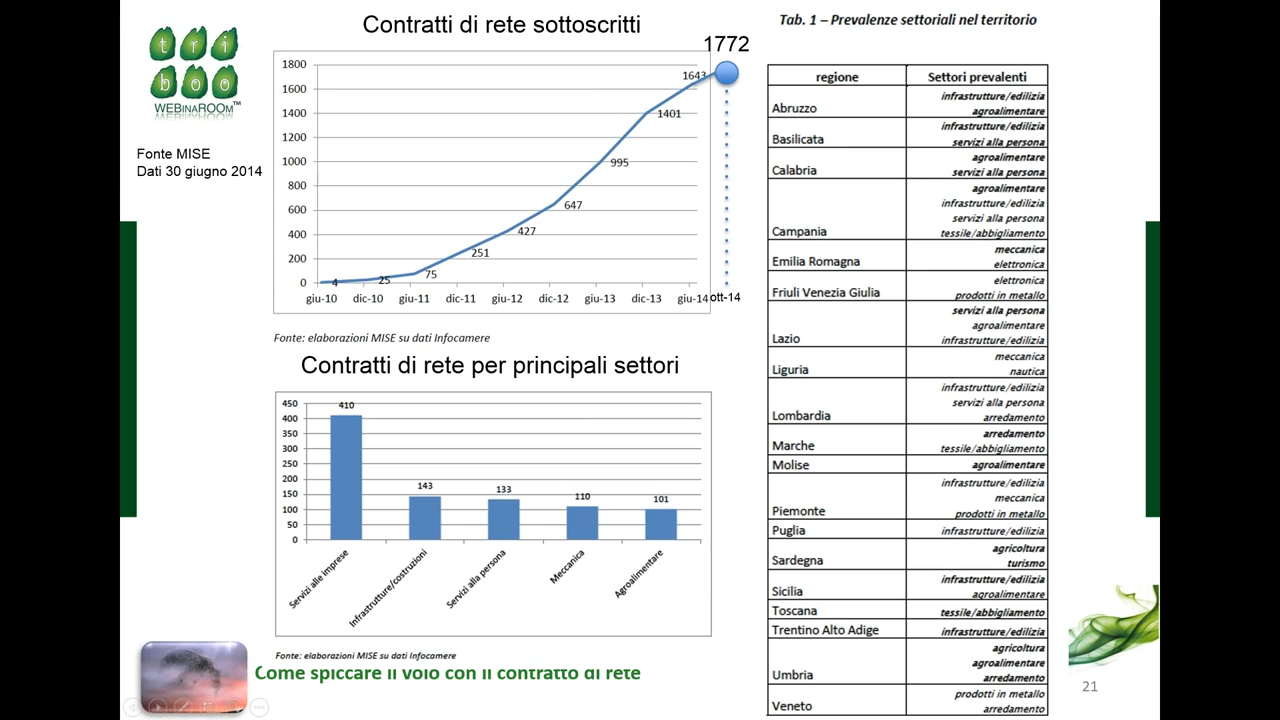 tri
boo
WEBinaROOm™
Fonte MISE
Dati 30 giugno 2014
Contratti di rete sottoscritti
1772
1800
1600
1400
1200
1000
800
600
400
200
0
4
25
75
251
427
647
995
1401
1643
giu-10 dic-10 giu-11 dic-11 giu-12 dic-12 giu-13 dic-13 giu-14 ott-14
Fonte: elaborazioni MISE su dati Infocamere
Contratti di rete per principali settori
450
400
350
300
250
200
150
100
50
0
410
143
133
110
101
Servizi alle imprese
Infrastrutture/costruzioni
Servizi alla persona
Meccanica
Agroalimentare
Fonte: elaborazioni MISE su dati Infocamere
Come spiccare il volo con il contratto di rete
Tab. 1 – Prevalenze settoriali nel territorio
regione Settori prevalenti
Abruzzo infrastrutture/edilizia
agroalimentare
Basilicata infrastrutture/edilizia
servizi alla persona
Calabria agroalimentare
servizi alla persona
Campania agroalimentare
infrastrutture/edilizia
servizi alla persona
tessile/abbigliamento
Emilia Romagna meccanica
elettronica
Friuli Venezia Giulia elettronica
prodotti in metallo
Lazio servizi alla persona
agroalimentare
infrastrutture/edilizia
Liguria meccanica
nautica
Lombardia infrastrutture/edilizia
servizi alla persona
arredamento
Marche arredamento
tessile/abbigliamento
Molise agroalimentare
Piemonte infrastrutture/edilizia
meccanica
prodotti in metallo
Puglia infrastrutture/edilizia
Sardegna agricoltura
turismo
Sicilia infrastrutture/edilizia
agroalimentare
Toscana tessile/abbigliamento
Trentino Alto Adige infrastrutture/edilizia
Umbria agricoltura
agroalimentare
arredamento
Veneto prodotti in metallo
arredamento
21